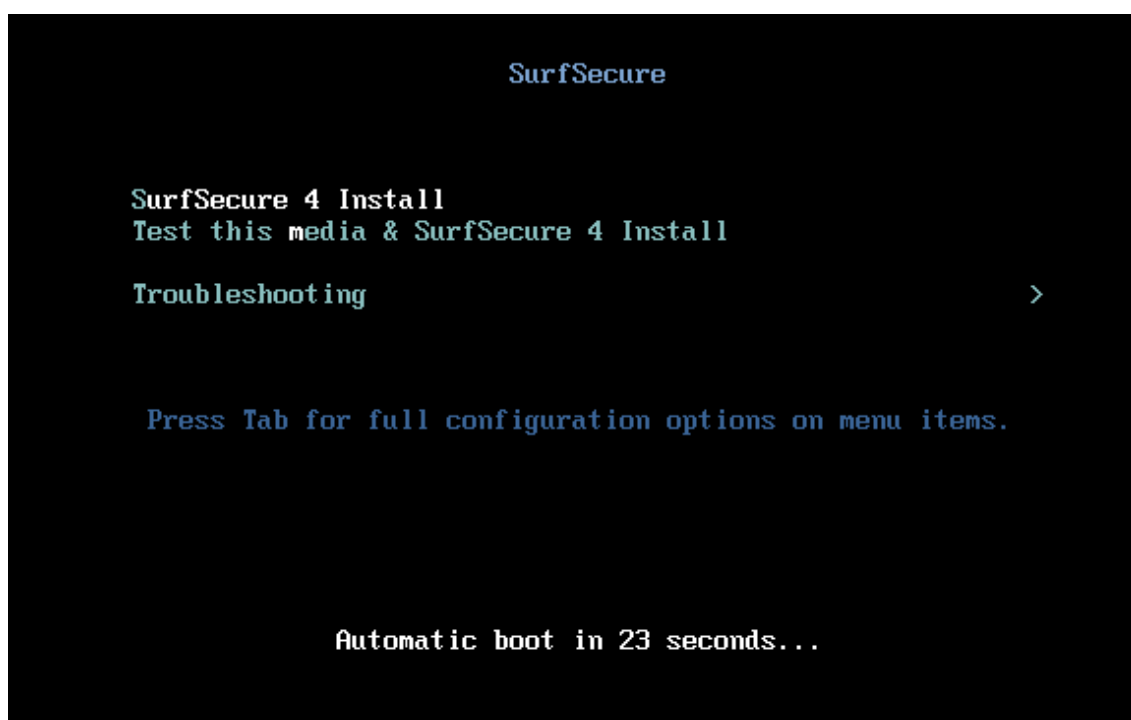 SurfSecure
SurfSecure 4 Install
Test this media & SurfSecure 4 Install
Troubleshooting >
Press Tab for full configuration options on menu items.
Automatic boot in 23 seconds...